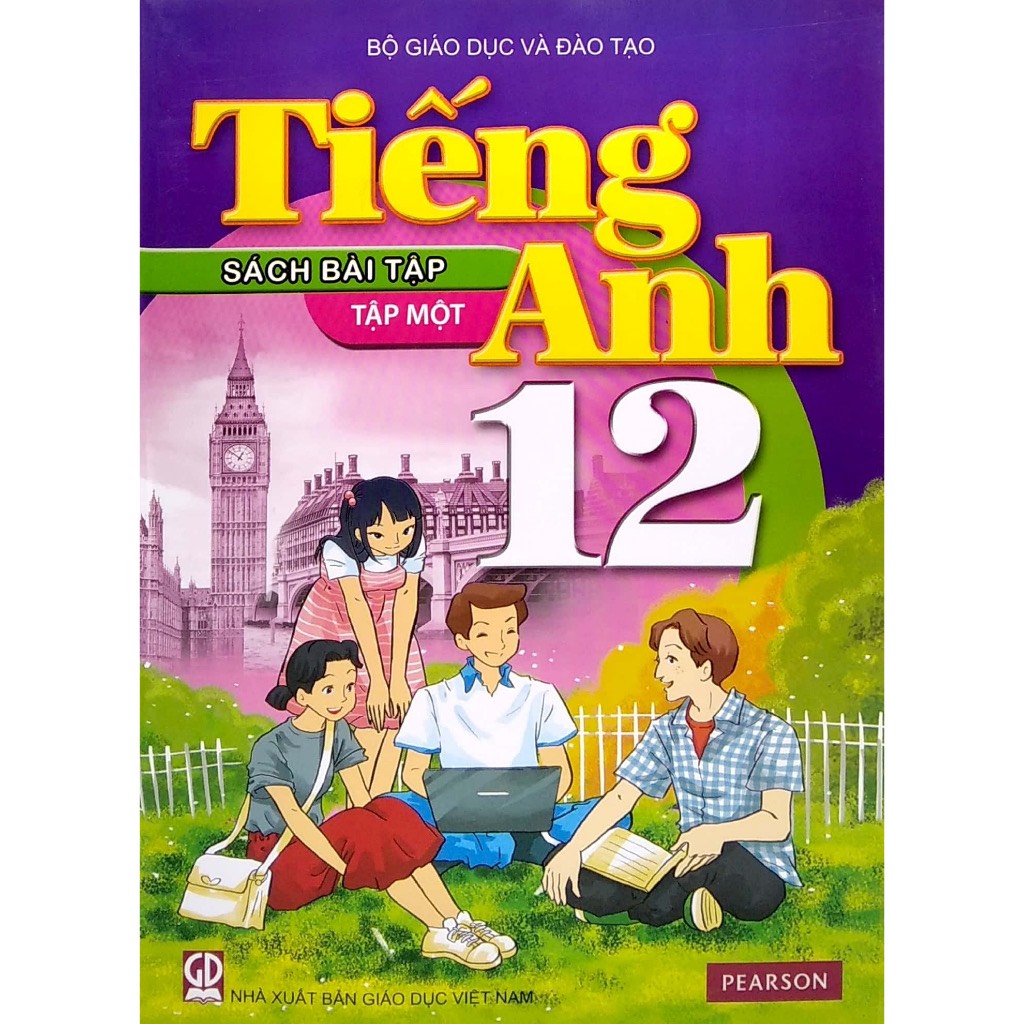 BỘ GIÁO DỤC VÀ ĐÀO TẠO
Tiếng
Anh
SÁCH BÀI TẬP
TẬP MỘT
12
GD
NHÀ XUẤT BẢN GIÁO DỤC VIỆT NAM
PEARSON